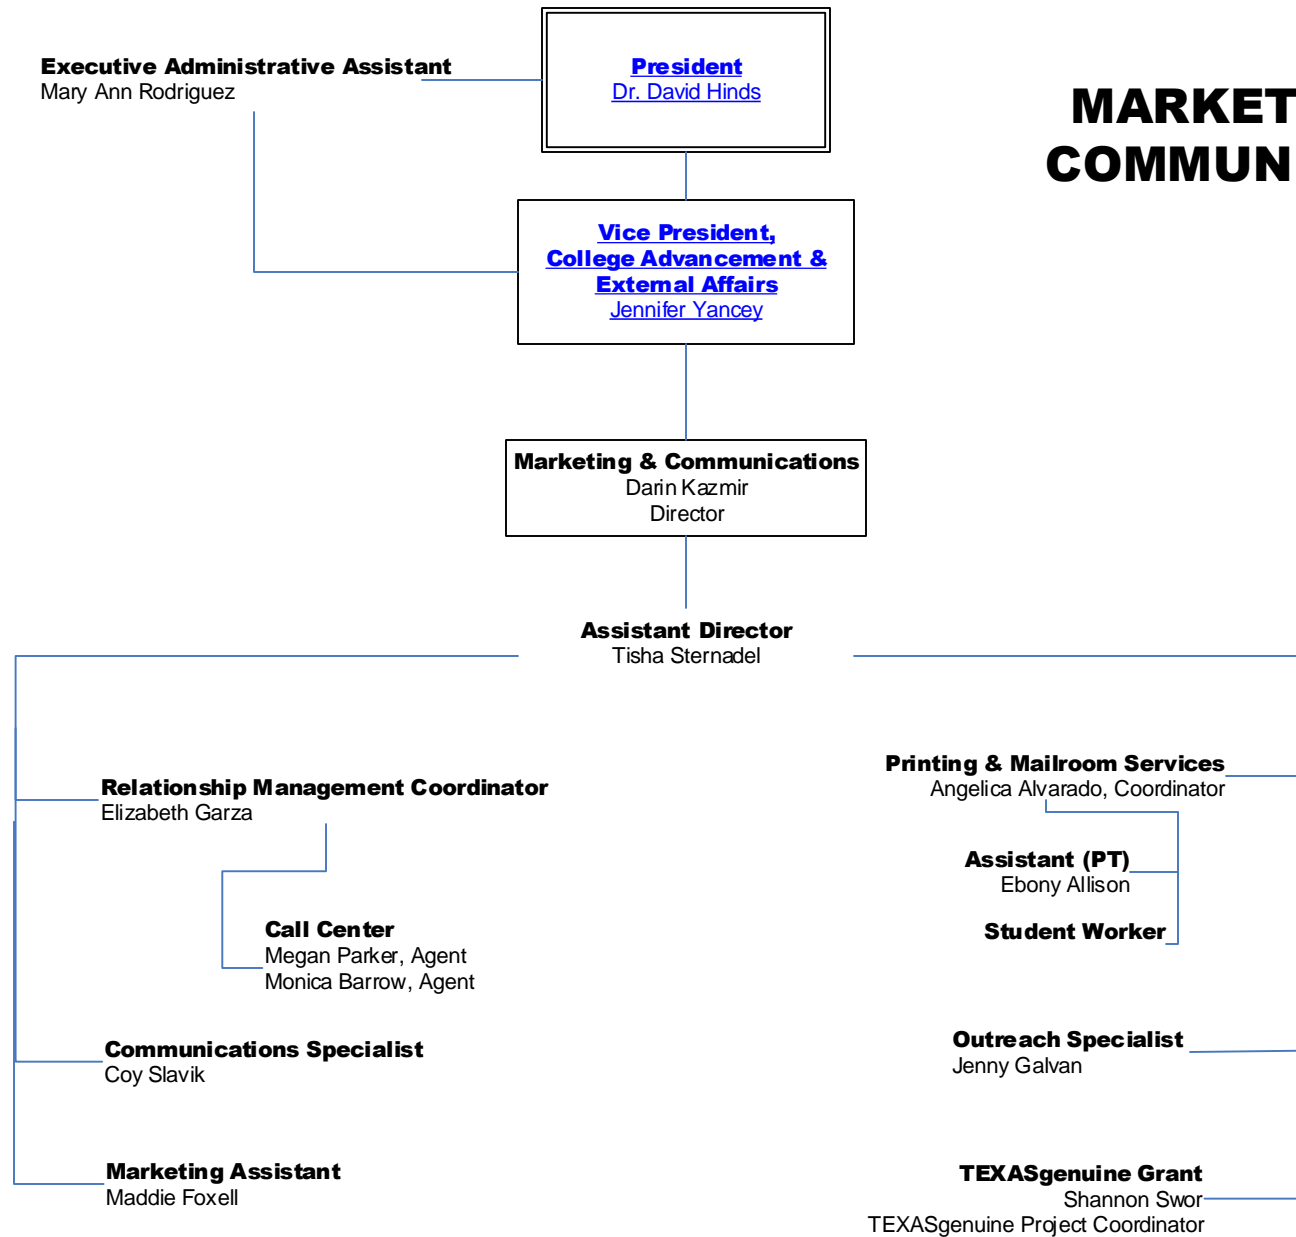 Executive Administrative Assistant
Mary Ann Rodriguez
President
Dr. David Hinds
MARKET
COMMUN
Vice President,
College Advancement &
External Affairs
Jennifer Yancey
Marketing & Communications
Darin Kazmir
Director
Assistant Director
Tisha Sternadel
Relationship Management Coordinator
Elizabeth Garza
Call Center
Megan Parker, Agent
Monica Barrow, Agent
Communications Specialist
Coy Slavik
Marketing Assistant
Maddie Foxell
Printing & Mailroom Services
Angelica Alvarado, Coordinator
Assistant (PT)
Ebony Allison
Student Worker
Outreach Specialist
Jenny Galvan
TEXASgenuine Grant
Shannon Swor
TEXASgenuine Project Coordinator